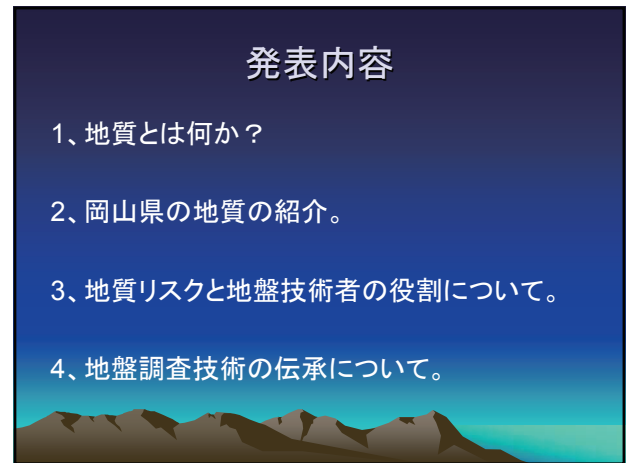 発表内容
1、地質とは何か？
2、岡山県の地質の紹介。
3、地質リスクと地盤技術者の役割について。
4、地盤調査技術の伝承について。